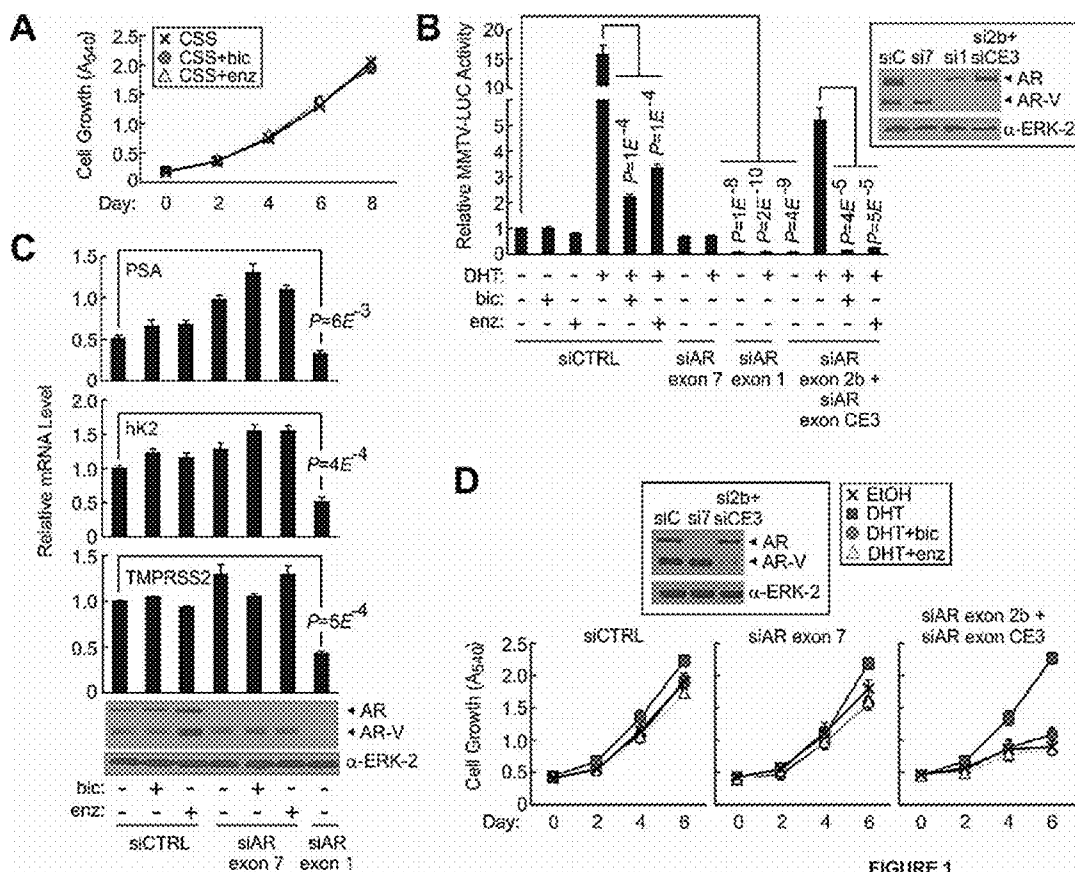 A
Cell Growth (A540)
2.5
2.0
1.5
1.0
0.5
0
CSS
CSS+bic
CSS+enz
Day: 0 2 4 6 8
B
Relative MMTV-LUC Activity
20
15
10
6
5
4
3
2
1
0
P=1E-4
P=1E-4
P=1E-8
P=2E-10
P=4E-9
P=4E-5
P=5E-5
DHT: - - - + + + - + - + - + + +
bic: - + - - + - - - - - - - + -
enz: - - + - - + - - - - - - - +
siCTRL
siAR
exon 7
siAR
exon 1
siAR
exon 2b +
siAR
exon CE3
si2b+
siC si7 si1 siCE3
AR
AR-V
α-ERK-2
C
Relative mRNA Level
1.5
1.0
0.5
0
PSA
P=6E-3
1.5
1.0
0.5
0
hK2
P=4E-4
1.5
1.0
0.5
0
TMPRSS2
P=5E-4
AR
AR-V
α-ERK-2
bic: - + - - + - -
enz: - - + - - + -
siCTRL
siAR
exon 7
siAR
exon 1
D
si2b+
siC si7 siCE3
AR
AR-V
α-ERK-2
EtOH
DHT
DHT+bic
DHT+enz
siCTRL
siAR exon 7
siAR exon 2b +
siAR exon CE3
Cell Growth (A540)
2.5
2.0
1.5
1.0
0.5
0
Day: 0 2 4 6 0 2 4 6 0 2 4 6
FIGURE 1